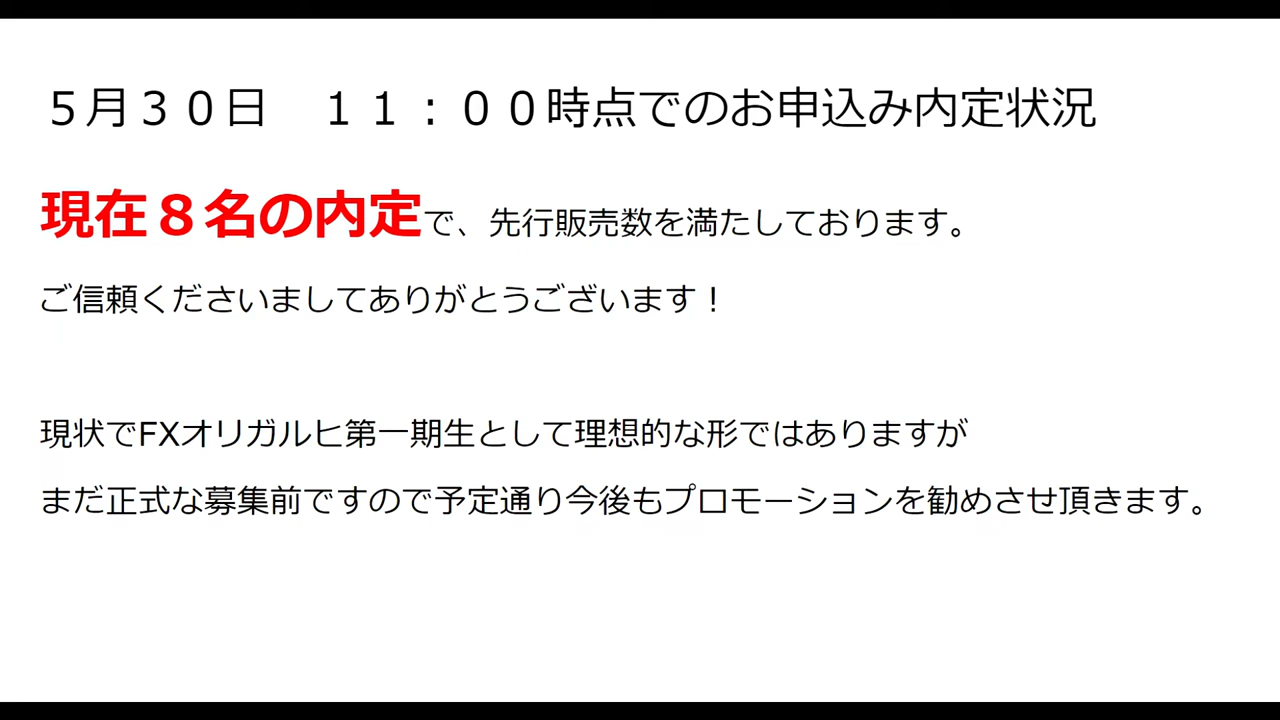 ５月３０日　１１：００時点でのお申込み内定状況
現在８名の内定で、先行販売数を満たしております。
ご信頼くださいましてありがとうございます！
現状でFXオリガルヒ第一期生として理想的な形ではありますが
まだ正式な募集前ですので予定通り今後もプロモーションを勧めさせ頂きます。